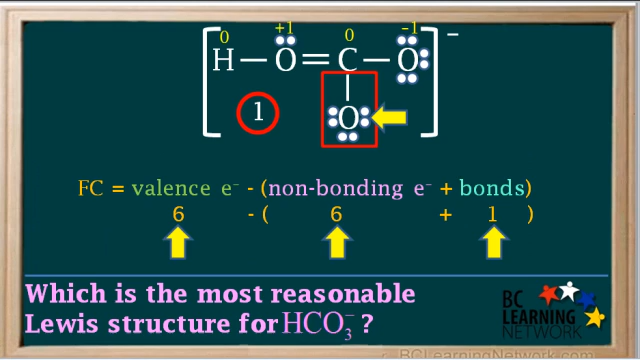 0 +1 0 -1
H — O = C — O −
1
O
FC = valence e⁻ - (non-bonding e⁻ + bonds)
6 - ( 6 + 1 )
Which is the most reasonable
Lewis structure for HCO₃⁻ ?
BC
LEARNING
NETWORK
BCLearningNetwork.com